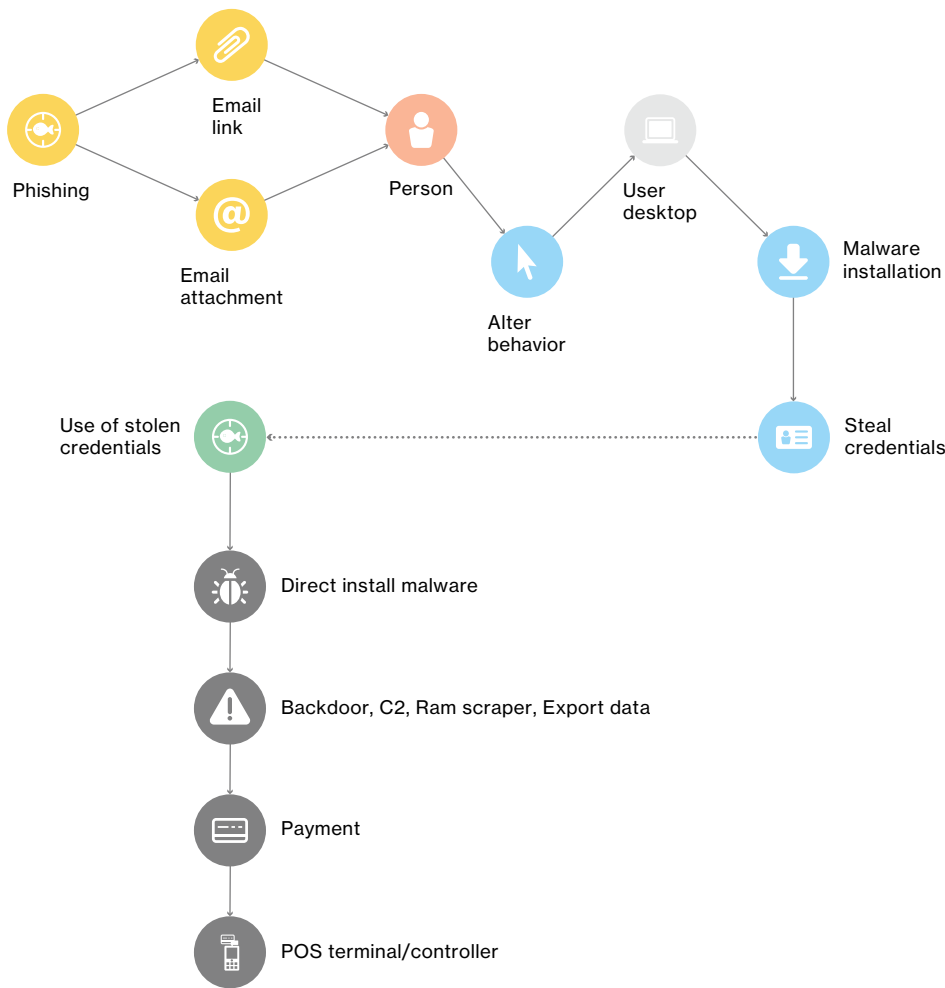 Email
link
Phishing
Person
User
desktop
Email
attachment
@
Malware
installation
Alter
behavior
Use of stolen
credentials
Steal
credentials
Direct install malware
Backdoor, C2, Ram scraper, Export data
Payment
POS terminal/controller